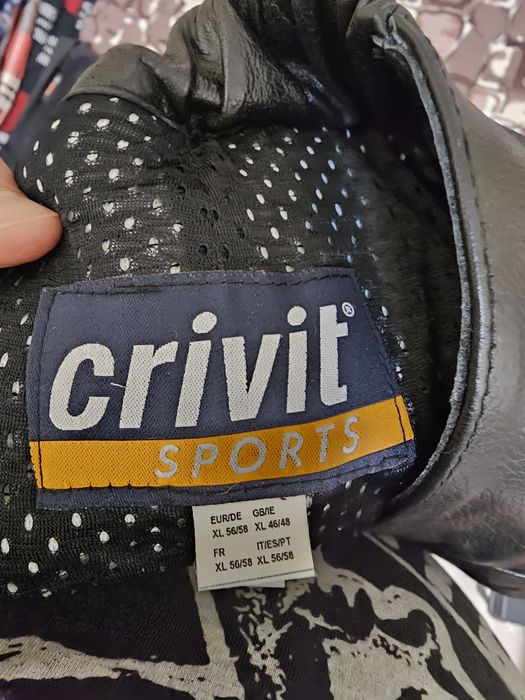 crivit®
SPORTS
EUR/DE GB/IE
XL 56/58 XL 46/48
FR IT/ES/PT
XL 56/58 XL 56/58